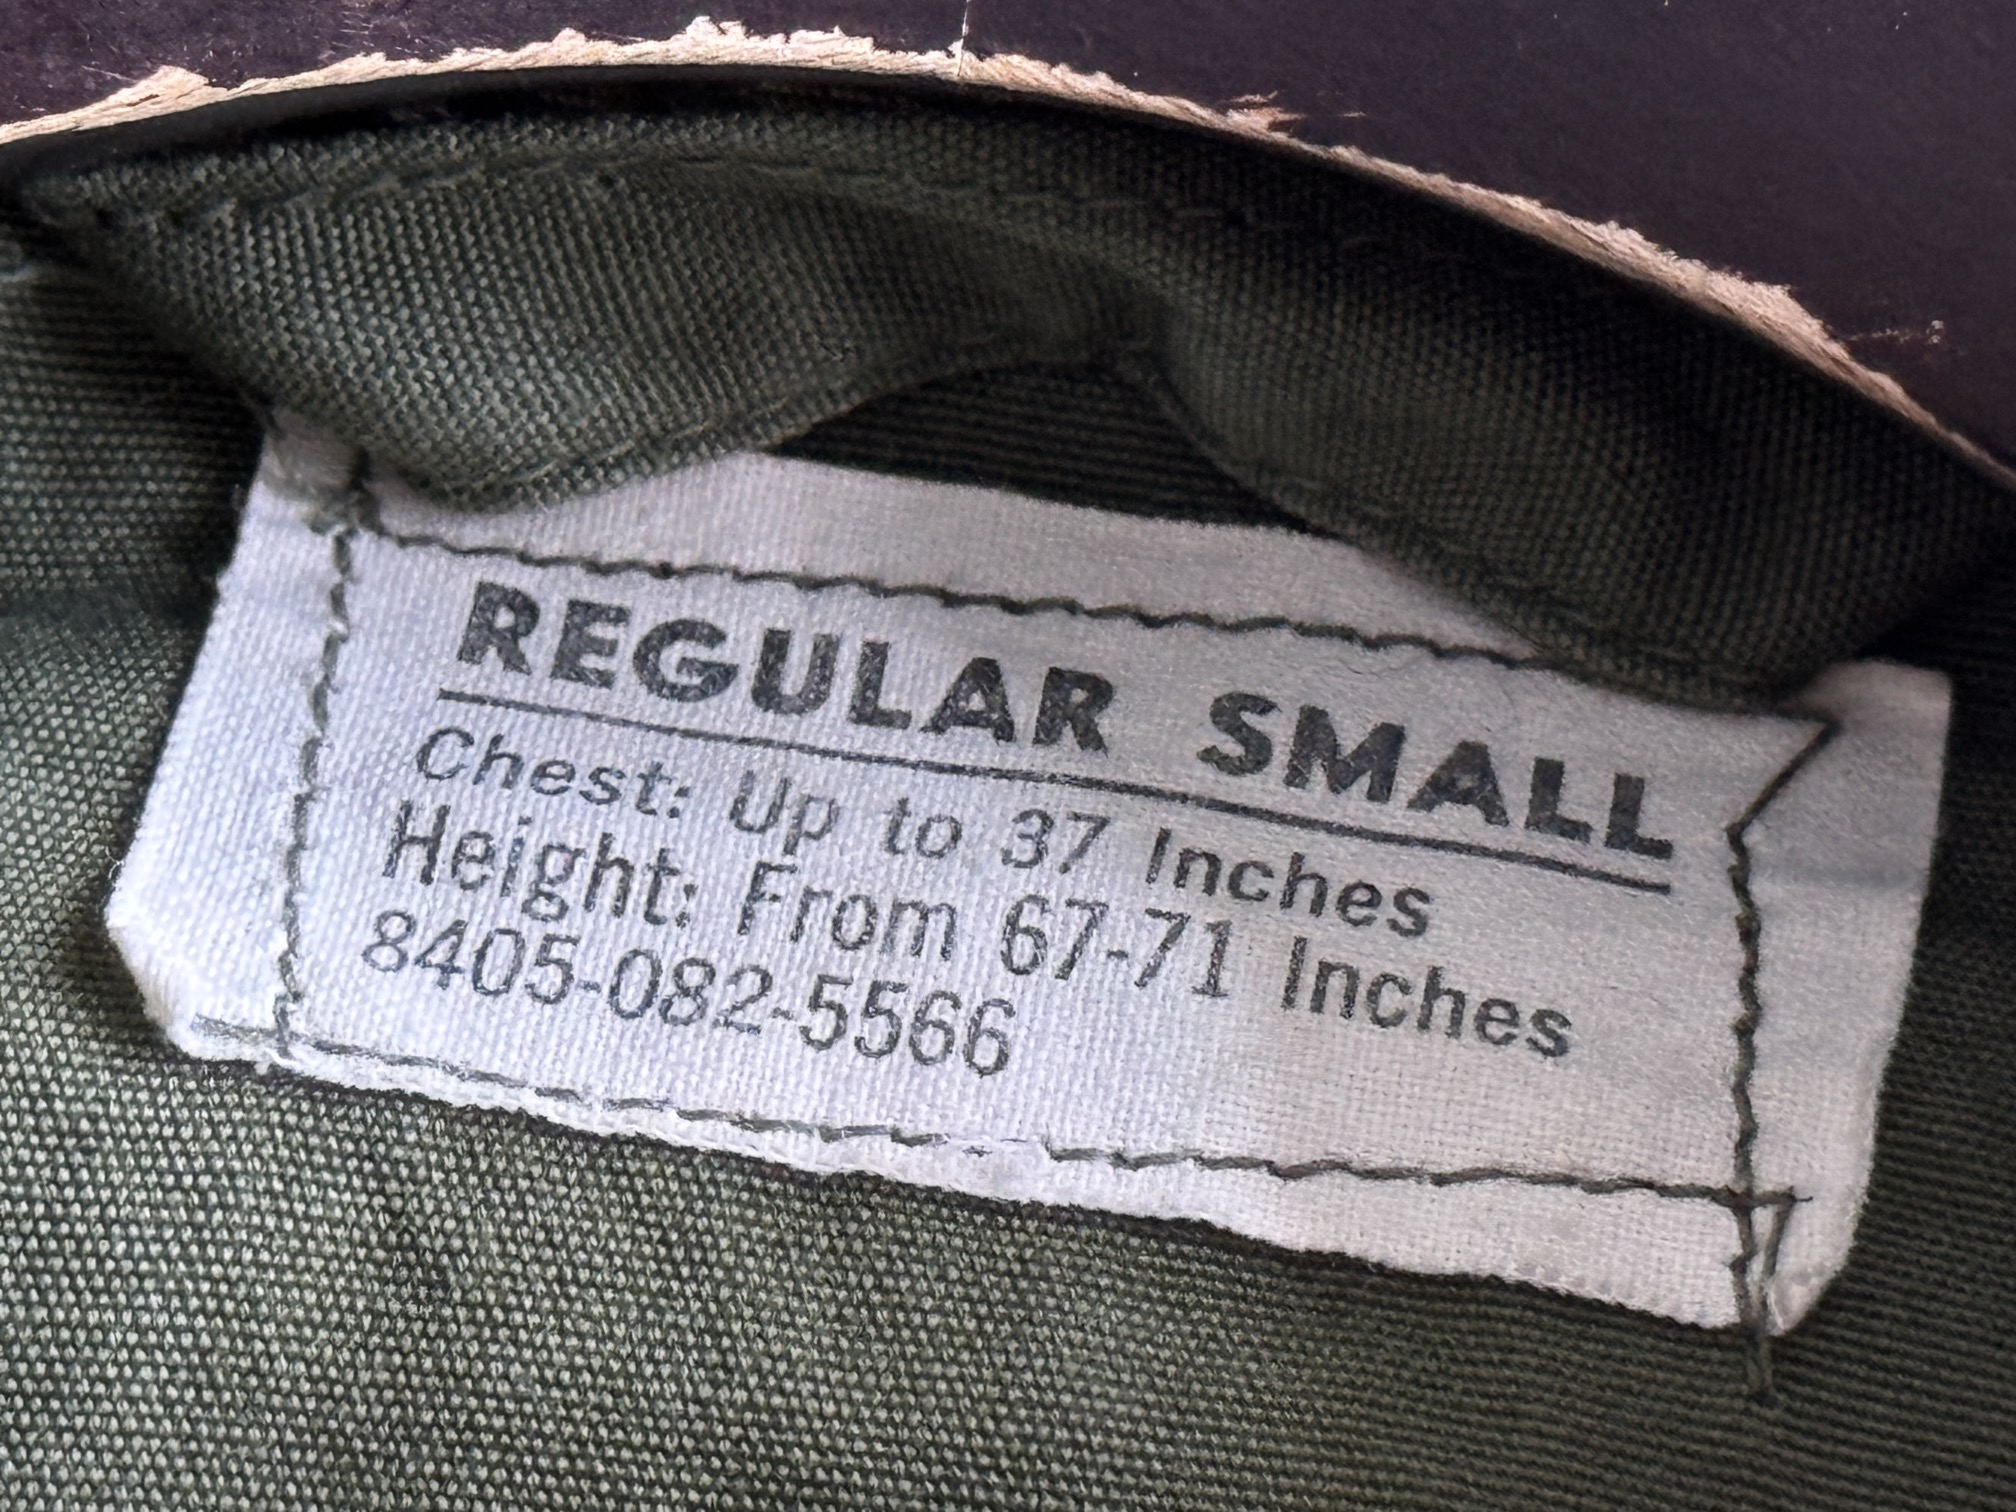 REGULAR SMALL
Chest: Up to 37 Inches
Height: From 67-71 Inches
8405-082-5566